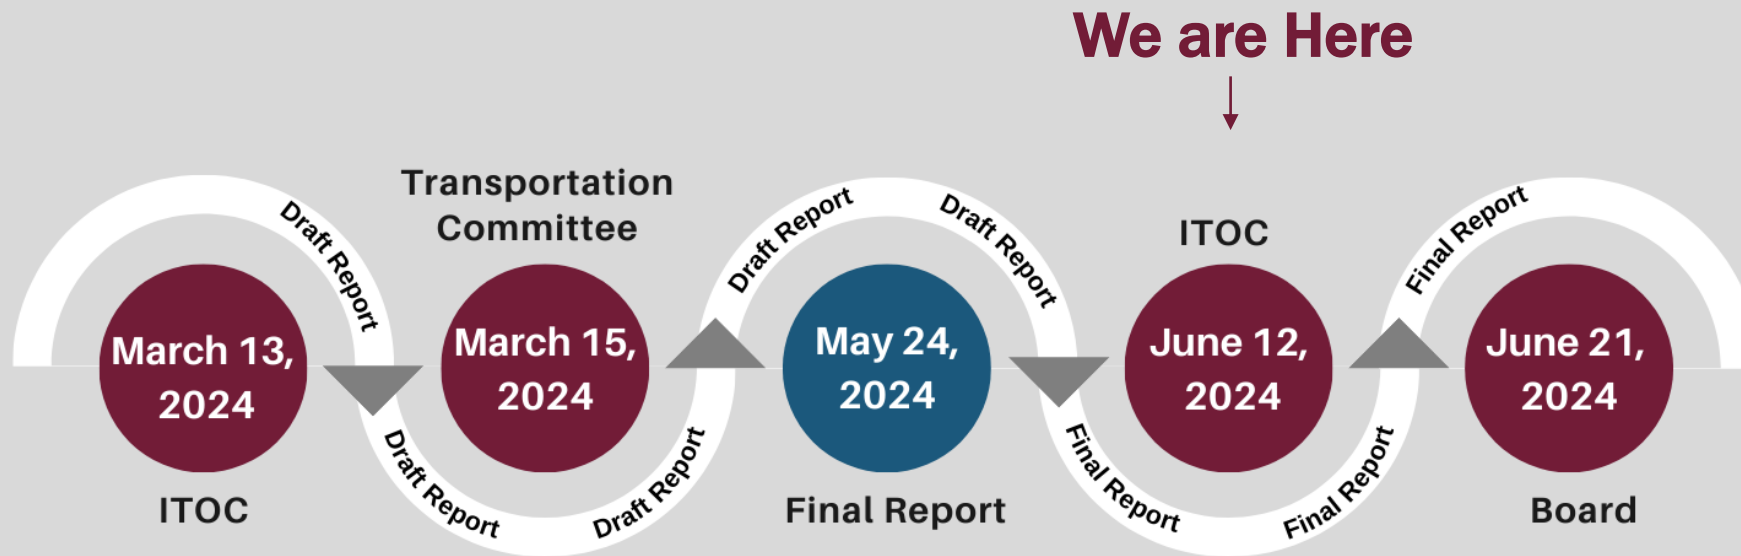 We are Here
Draft Report
March 13,
2024
ITOC
Draft Report
Transportation
Committee
March 15,
2024
Draft Report
Draft Report
May 24,
2024
Final Report
Draft Report
Final Report
ITOC
June 12,
2024
Final Report
Final Report
June 21,
2024
Board